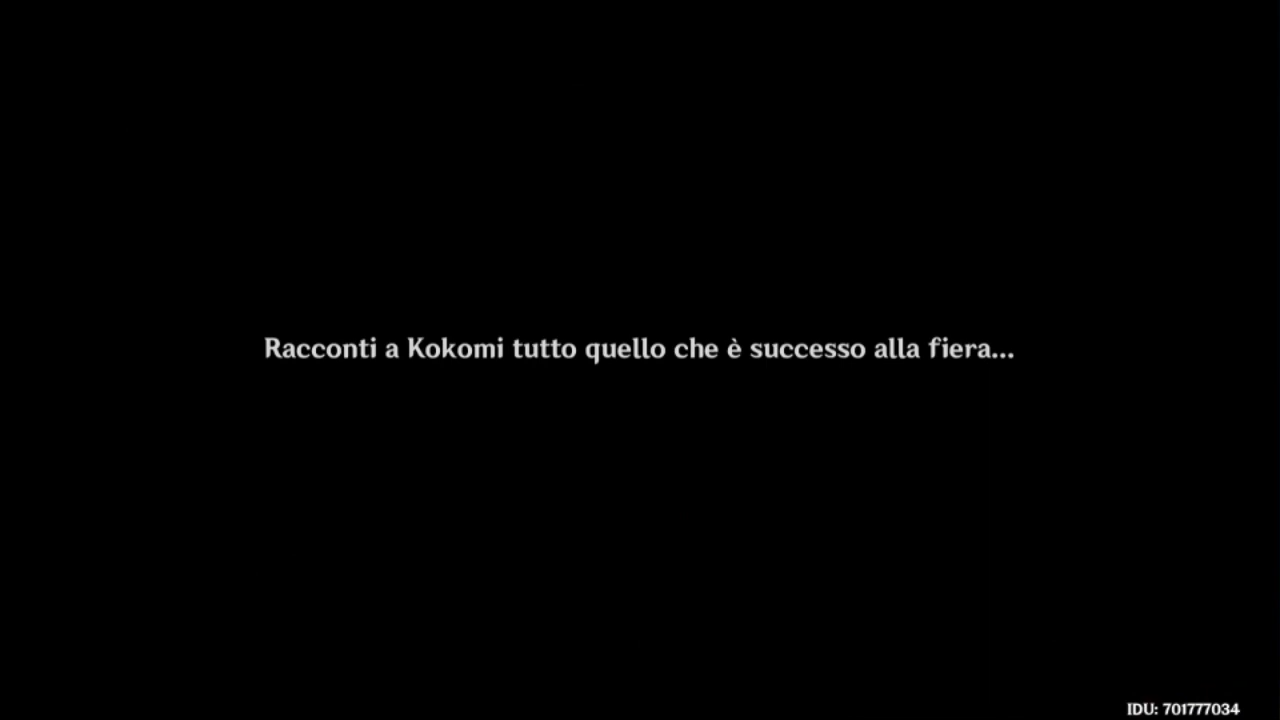 Racconti a Kokomi tutto quello che è successo alla fiera...
IDU: 701777034